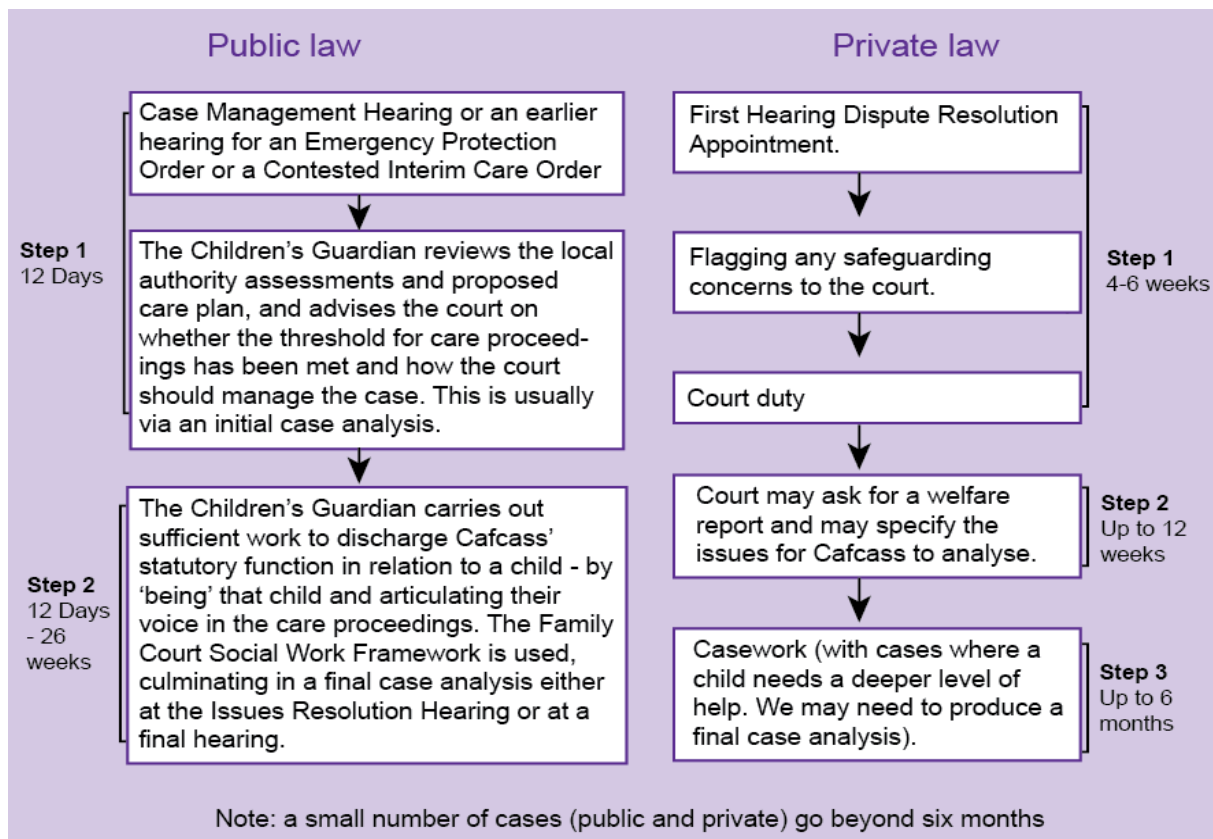 Public law
Case Management Hearing or an earlier
hearing for an Emergency Protection
Order or a Contested Interim Care Order
Step 1
12 Days
The Children's Guardian reviews the local
authority assessments and proposed
care plan, and advises the court on
whether the threshold for care proceed-
ings has been met and how the court
should manage the case. This is usually
via an initial case analysis.
Step 2
12 Days
- 26
weeks
The Children's Guardian carries out
sufficient work to discharge Cafcass'
statutory function in relation to a child - by
'being' that child and articulating their
voice in the care proceedings. The Family
Court Social Work Framework is used,
culminating in a final case analysis either
at the Issues Resolution Hearing or at a
final hearing.
Private law
First Hearing Dispute Resolution
Appointment.
Flagging any safeguarding
concerns to the court.
Step 1
4-6 weeks
Court duty
Court may ask for a welfare
report and may specify the
issues for Cafcass to analyse.
Step 2
Up to 12
weeks
Casework (with cases where a
child needs a deeper level of
help. We may need to produce a
final case analysis).
Step 3
Up to 6
months
Note: a small number of cases (public and private) go beyond six months